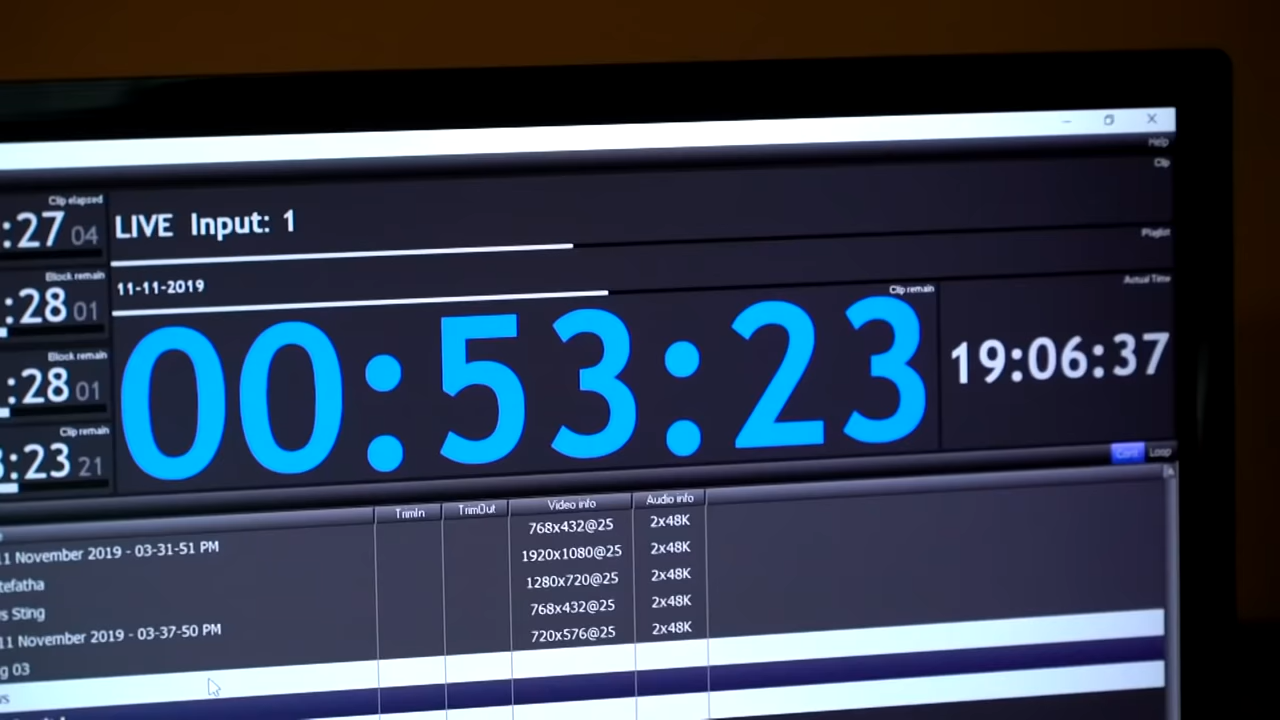 Help
Clip
Clip elapsed
:27 04
LIVE Input: 1
Playlist
Block remain
:28 01
11-11-2019
Actual Time
Clip remain
00:53:23
19:06:37
Block remain
:28 01
Clip remain
:23 21
Cont Loop
TrimIn TrimOut Video info Audio info
11 November 2019 - 03-31-51 PM 768x432@25 2x48K
tefatha 1920x1080@25 2x48K
s Sting 1280x720@25 2x48K
11 November 2019 - 03-37-50 PM 768x432@25 2x48K
g 03 720x576@25 2x48K